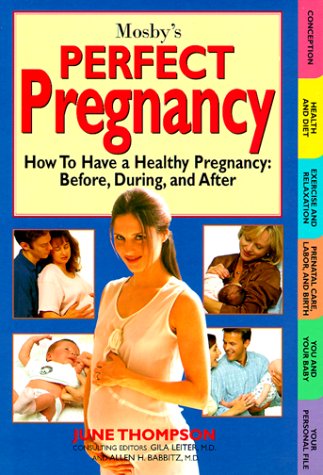 Mosby's
PERFECT
Pregnancy
How To Have a Healthy Pregnancy:
Before, During, and After
JUNE THOMPSON
CONSULTING EDITORS GILA LEITER, M.D.
AND ALLEN H. BABBITZ, M.D.
CONCEPTION
HEALTH
AND DIET
EXERCISE AND
RELAXATION
PRENATAL CARE,
LABOR, AND BIRTH
YOU AND
YOUR BABY
YOUR
PERSONAL FILE